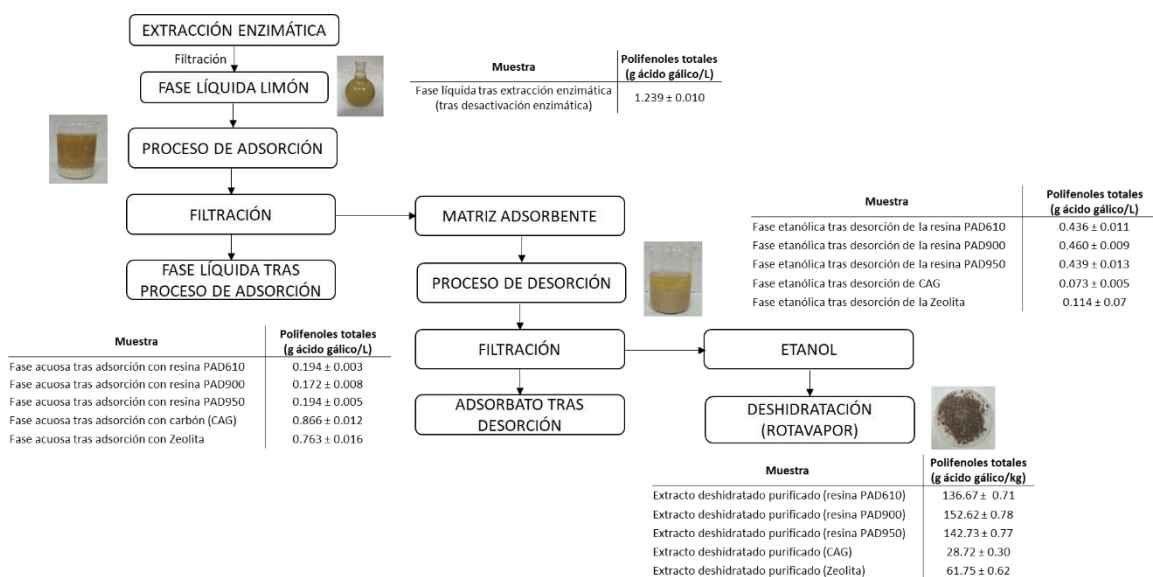 EXTRACCIÓN ENZIMÁTICA
Filtración
FASE LÍQUIDA LIMÓN
Muestra
Polifenoles totales
(g ácido gálico/L)
Fase líquida tras extracción enzimática
(tras desactivación enzimática)
1.239 ± 0.010
PROCESO DE ADSORCIÓN
FILTRACIÓN
MATRIZ ADSORBENTE
FASE LÍQUIDA TRAS
PROCESO DE ADSORCIÓN
PROCESO DE DESORCIÓN
Muestra
Polifenoles totales
(g ácido gálico/L)
Fase etanólica tras desorción de la resina PAD610 0.436 ± 0.011
Fase etanólica tras desorción de la resina PAD900 0.460 ± 0.009
Fase etanólica tras desorción de la resina PAD950 0.439 ± 0.013
Fase etanólica tras desorción de CAG 0.073 ± 0.005
Fase etanólica tras desorción de la Zeolita 0.114 ± 0.07
Muestra
Polifenoles totales
(g ácido gálico/L)
Fase acuosa tras adsorción con resina PAD610 0.194 ± 0.003
Fase acuosa tras adsorción con resina PAD900 0.172 ± 0.008
Fase acuosa tras adsorción con resina PAD950 0.194 ± 0.005
Fase acuosa tras adsorción con carbón (CAG) 0.866 ± 0.012
Fase acuosa tras adsorción con Zeolita 0.763 ± 0.016
FILTRACIÓN
ETANOL
ADSORBATO TRAS
DESORCIÓN
DESHIDRATACIÓN
(ROTAVAPOR)
Muestra
Polifenoles totales
(g ácido gálico/kg)
Extracto deshidratado purificado (resina PAD610) 136.67 ± 0.71
Extracto deshidratado purificado (resina PAD900) 152.62 ± 0.78
Extracto deshidratado purificado (resina PAD950) 142.73 ± 0.77
Extracto deshidratado purificado (CAG) 28.72 ± 0.30
Extracto deshidratado purificado (Zeolita) 61.75 ± 0.62